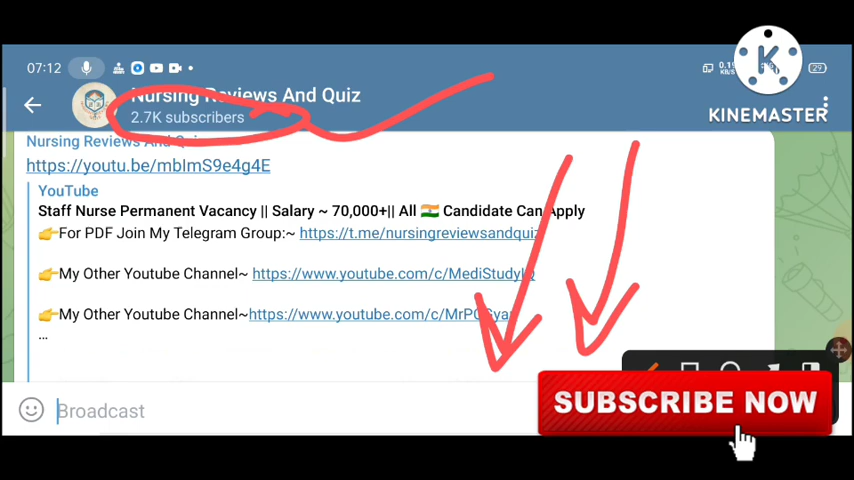 07:12
29
Nursing Reviews And Quiz
2.7K subscribers
KINEMASTER
Nursing Reviews And Quiz
https://youtu.be/mbImS9e4g4E
YouTube
Staff Nurse Permanent Vacancy || Salary ~ 70,000+|| All 🇮🇳 Candidate Can Apply
👉For PDF Join My Telegram Group:~ https://t.me/nursingreviewsandquiz
👉My Other Youtube Channel~ https://www.youtube.com/c/MediStudyIQ
👉My Other Youtube Channel~https://www.youtube.com/c/MrPCGyan
...
Broadcast
SUBSCRIBE NOW